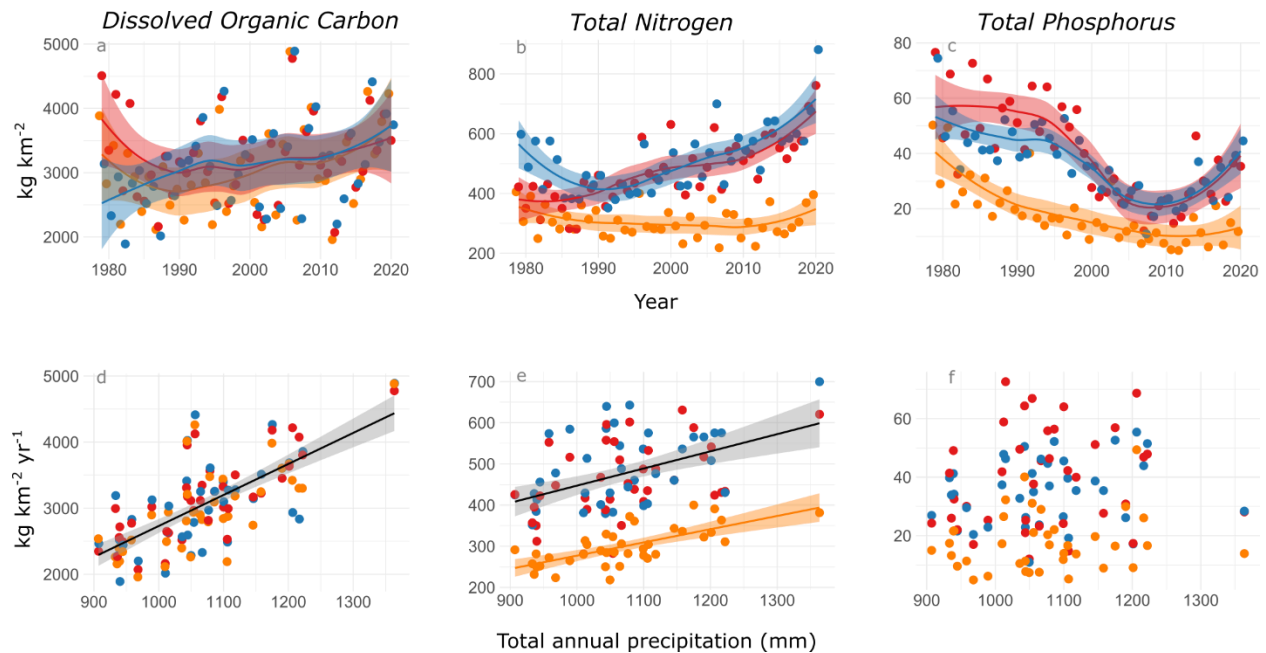 Dissolved Organic Carbon
Total Nitrogen
Total Phosphorus
a
b
c
kg km-2
5000
4000
3000
2000
800
600
400
200
80
60
40
20
1980 1990 2000 2010 2020
1980 1990 2000 2010 2020
1980 1990 2000 2010 2020
Year
d
e
f
kg km-2 yr-1
5000
4000
3000
2000
700
600
500
400
300
200
60
40
20
900 1000 1100 1200 1300
900 1000 1100 1200 1300
900 1000 1100 1200 1300
Total annual precipitation (mm)